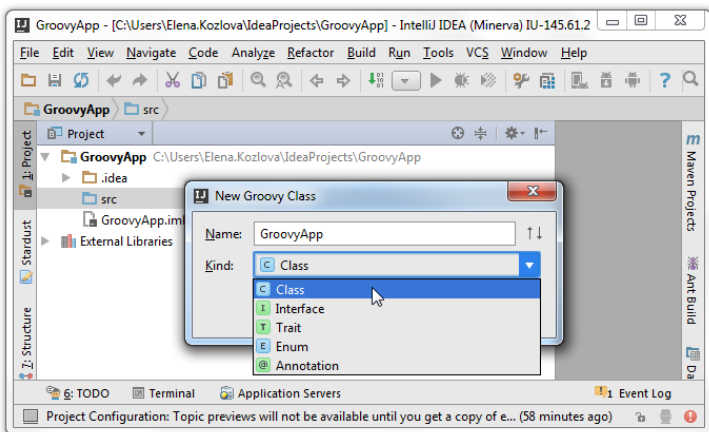 GroovyApp - [C:\Users\Elena.Kozlova\IdeaProjects\GroovyApp] - IntelliJ IDEA (Minerva) IU-145.61.2
File Edit View Navigate Code Analyze Refactor Build Run Tools VCS Window Help
GroovyApp src
1: Project
Project
GroovyApp C:\Users\Elena.Kozlova\IdeaProjects\GroovyApp
.idea
src
GroovyApp.iml
External Libraries
Stardust
7: Structure
New Groovy Class
Name: GroovyApp
Kind: Class
Class
Interface
Trait
Enum
Annotation
Maven Projects
Ant Build
6: TODO Terminal Application Servers 1 Event Log
Project Configuration: Topic previews will not be available until you get a copy of e... (58 minutes ago)